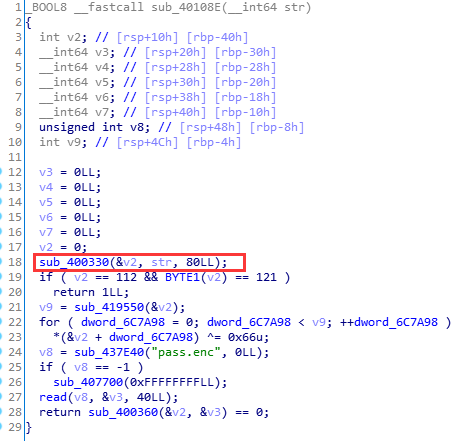 1 _BOOL8 __fastcall sub_40108E(__int64 str)
2 {
3   int v2; // [rsp+10h] [rbp-40h]
4   __int64 v3; // [rsp+20h] [rbp-30h]
5   __int64 v4; // [rsp+28h] [rbp-28h]
6   __int64 v5; // [rsp+30h] [rbp-20h]
7   __int64 v6; // [rsp+38h] [rbp-18h]
8   __int64 v7; // [rsp+40h] [rbp-10h]
9   unsigned int v8; // [rsp+48h] [rbp-8h]
10   int v9; // [rsp+4Ch] [rbp-4h]
11
12   v3 = 0LL;
13   v4 = 0LL;
14   v5 = 0LL;
15   v6 = 0LL;
16   v7 = 0LL;
17   v2 = 0;
18   sub_400330(&v2, str, 80LL);
19   if ( v2 == 112 && BYTE1(v2) == 121 )
20     return 1LL;
21   v9 = sub_419550(&v2);
22   for ( dword_6C7A98 = 0; dword_6C7A98 < v9; ++dword_6C7A98 )
23     *(&v2 + dword_6C7A98) ^= 0x66u;
24   v8 = sub_437E40("pass.enc", 0LL);
25   if ( v8 == -1 )
26     sub_407700(0xFFFFFFFFLL);
27   read(v8, &v3, 40LL);
28   return sub_400360(&v2, &v3) == 0;
29 }